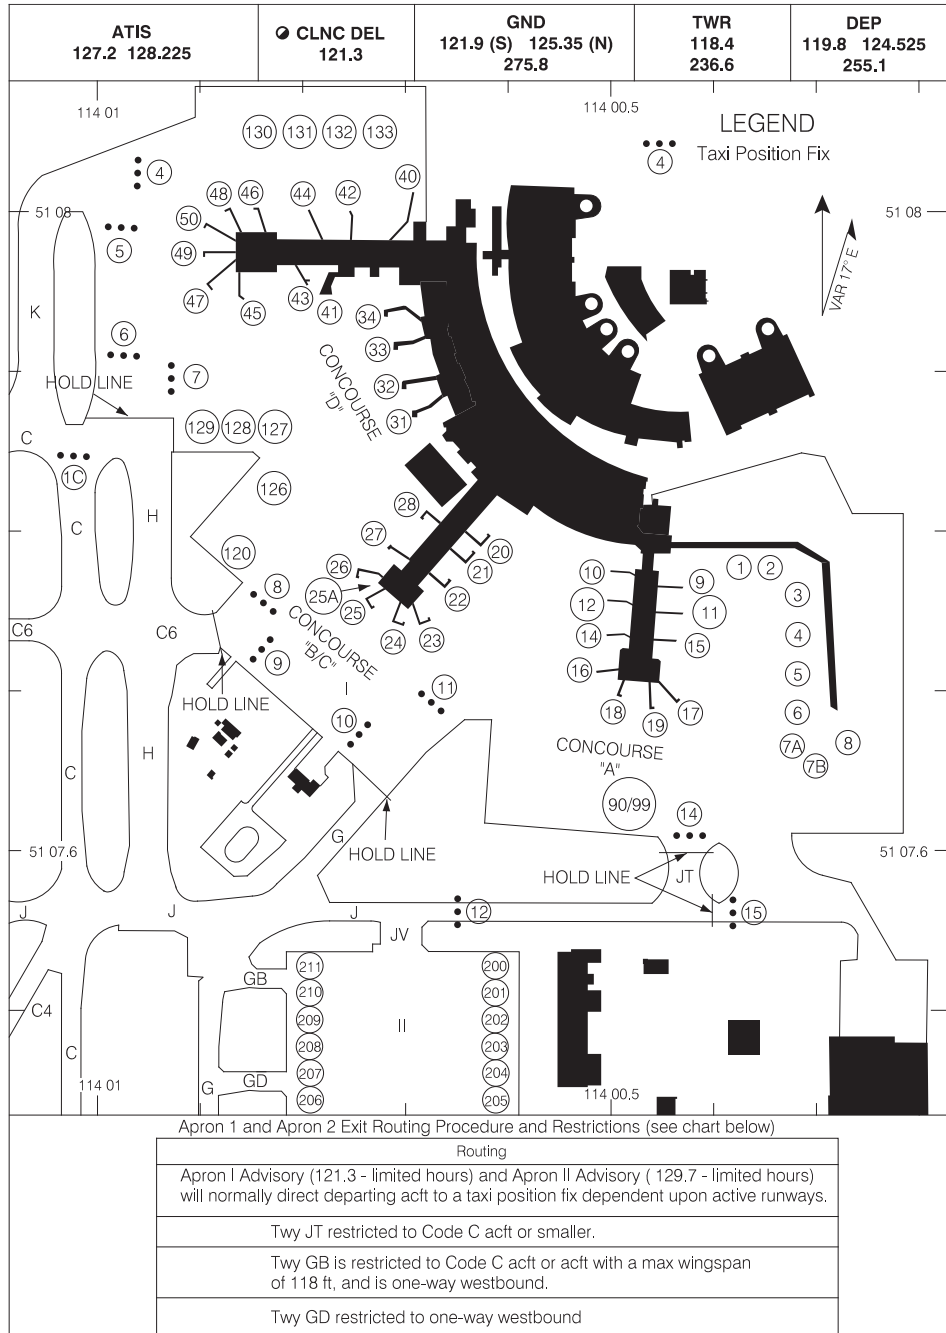 ATIS
127.2 128.225
CLNC DEL
121.3
GND
121.9 (S) 125.35 (N)
275.8
TWR
118.4
236.6
DEP
119.8 124.525
255.1
114 01
114 00.5
LEGEND
Taxi Position Fix
4
130 131 132 133
4
40
48 46 44 42
51 08
50
51 08
5
49
VAR 17° E
47 45 43 41
K
34
6
33
CONCOURSE
"D"
7
32
HOLD LINE
31
129 128 127
C
1C
126
H
C
28
27
20
120
26
21
1 2
10 9
8
25A
25
22
3
12 11
CONCOURSE
"B/C"
24 23
C6 C6
14 15
4
9
16
5
I
11
HOLD LINE
18 19 17
6
10
CONCOURSE
"A"
7A 7B 8
H
C
90/99
14
G
51 07.6
HOLD LINE
51 07.6
HOLD LINE
JT
J J J
12
15
JV
211 200
GB
210 201
C4
209 II 202
208 203
C
207 204
GD
114 01
G
206 205
114 00.5
Apron 1 and Apron 2 Exit Routing Procedure and Restrictions (see chart below)
Routing
Apron I Advisory (121.3 - limited hours) and Apron II Advisory ( 129.7 - limited hours)
will normally direct departing acft to a taxi position fix dependent upon active runways.
Twy JT restricted to Code C acft or smaller.
Twy GB is restricted to Code C acft or acft with a max wingspan
of 118 ft, and is one-way westbound.
Twy GD restricted to one-way westbound